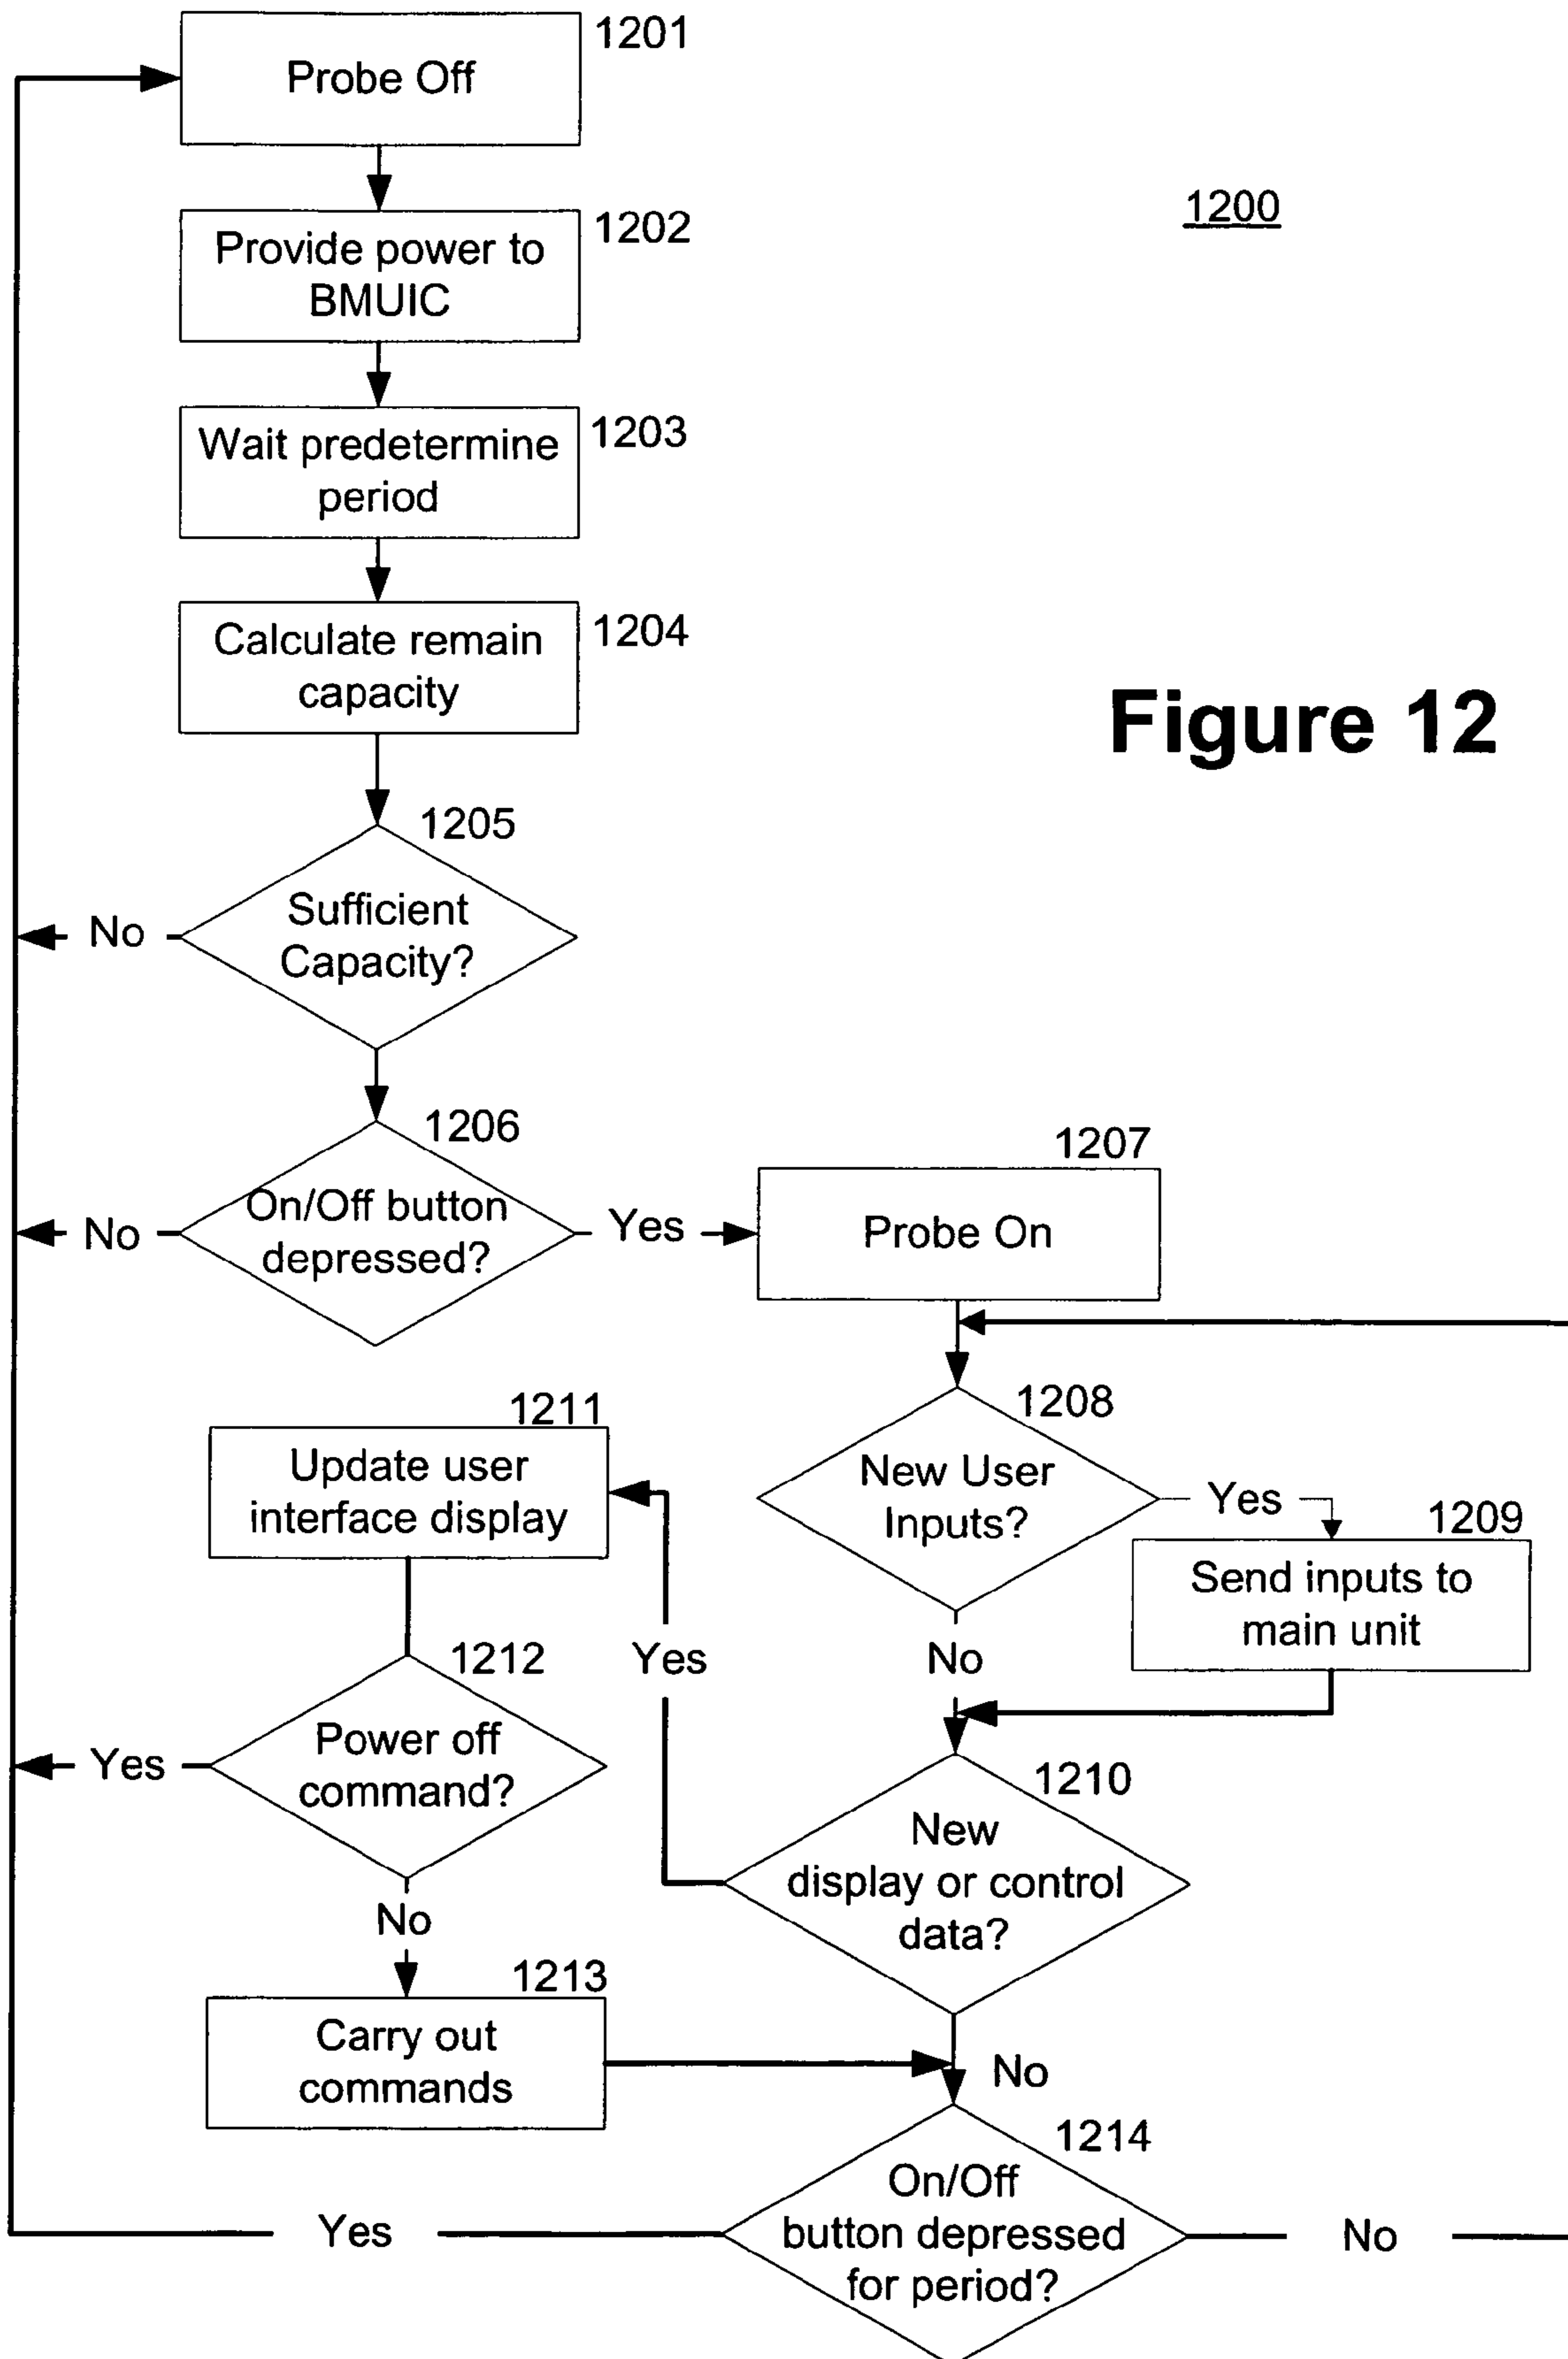 1201
Probe Off
1200
1202
Provide power to
BMUIC
1203
Wait predetermine
period
1204
Calculate remain
capacity
Figure 12
1205
Sufficient
Capacity?
No
1206
On/Off button
depressed?
No
Yes
1207
Probe On
1208
New User
Inputs?
Yes
1209
Send inputs to
main unit
No
1210
New
display or control
data?
Yes
1211
Update user
interface display
1212
Power off
command?
Yes
No
1213
Carry out
commands
No
1214
On/Off
button depressed
for period?
Yes
No